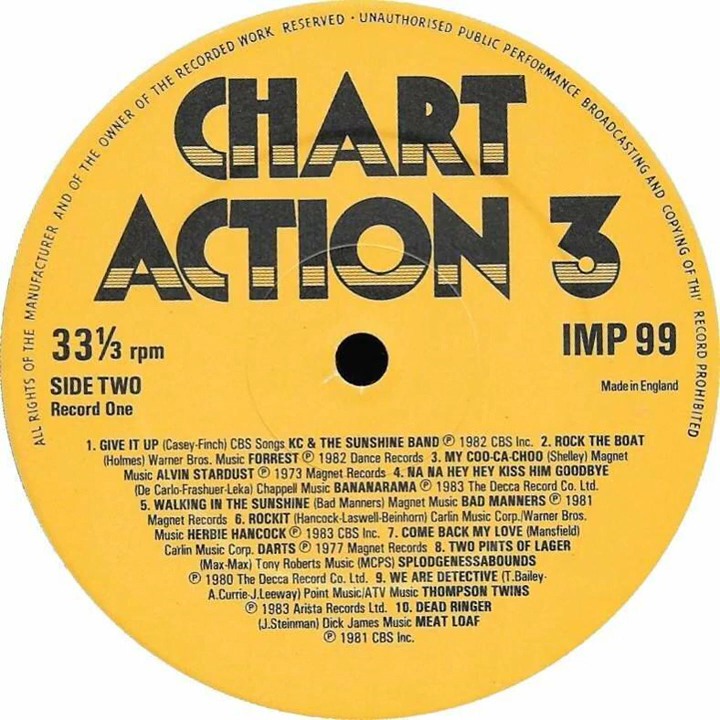 ALL RIGHTS OF THE MANUFACTURER AND OF THE OWNER OF THE RECORDED WORK RESERVED · UNAUTHORISED PUBLIC PERFORMANCE BROADCASTING AND COPYING OF THI' RECORD PROHIBITED
CHART
ACTION 3
33⅓ rpm
IMP 99
SIDE TWO
Made in England
Record One
1. GIVE IT UP (Casey-Finch) CBS Songs KC & THE SUNSHINE BAND ℗ 1982 CBS Inc. 2. ROCK THE BOAT
(Holmes) Warner Bros. Music FORREST ℗ 1982 Dance Records 3. MY COO-CA-CHOO (Shelley) Magnet
Music ALVIN STARDUST ℗ 1973 Magnet Records 4. NA NA HEY HEY KISS HIM GOODBYE
(De Carlo-Frashuer-Leka) Chappell Music BANANARAMA ℗ 1983 The Decca Record Co. Ltd.
5. WALKING IN THE SUNSHINE (Bad Manners) Magnet Music BAD MANNERS ℗ 1981
Magnet Records 6. ROCKIT (Hancock-Laswell-Beinhorn) Carlin Music Corp./Warner Bros.
Music HERBIE HANCOCK ℗ 1983 CBS Inc. 7. COME BACK MY LOVE (Mansfield)
Carlin Music Corp. DARTS ℗ 1977 Magnet Records 8. TWO PINTS OF LAGER
(Max-Max) Tony Roberts Music (MCPS) SPLODGENESSABOUNDS
℗ 1980 The Decca Record Co. Ltd. 9. WE ARE DETECTIVE (T.Bailey-
A.Currie-J.Leeway) Point Music/ATV Music THOMPSON TWINS
℗ 1983 Arista Records Ltd. 10. DEAD RINGER
(J.Steinman) Dick James Music MEAT LOAF
℗ 1981 CBS Inc.